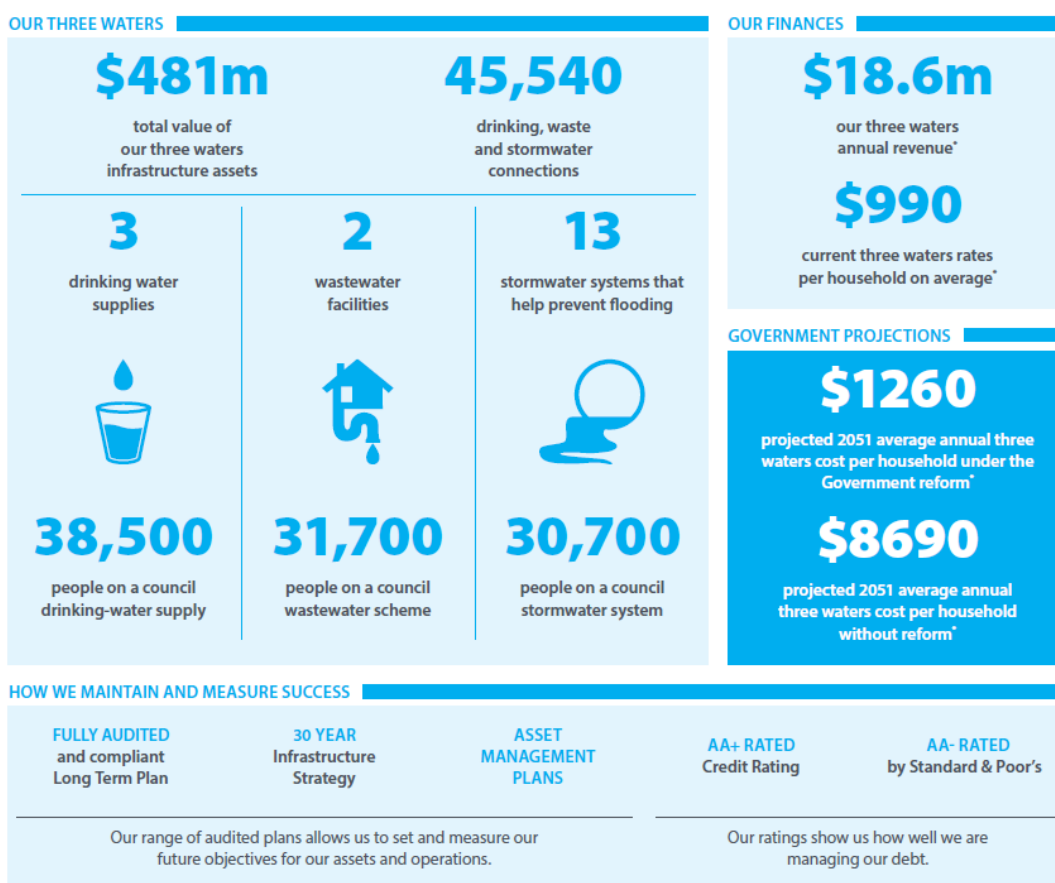 OUR THREE WATERS
$481m
total value of
our three waters
infrastructure assets
45,540
drinking, waste
and stormwater
connections
3
drinking water
supplies
38,500
people on a council
drinking-water supply
2
wastewater
facilities
31,700
people on a council
wastewater scheme
13
stormwater systems that
help prevent flooding
30,700
people on a council
stormwater system
OUR FINANCES
$18.6m
our three waters
annual revenue*
$990
current three waters rates
per household on average*
GOVERNMENT PROJECTIONS
$1260
projected 2051 average annual three
waters cost per household under the
Government reform*
$8690
projected 2051 average annual
three waters cost per household
without reform*
HOW WE MAINTAIN AND MEASURE SUCCESS
FULLY AUDITED
and compliant
Long Term Plan
30 YEAR
Infrastructure
Strategy
ASSET
MANAGEMENT
PLANS
Our range of audited plans allows us to set and measure our
future objectives for our assets and operations.
AA+ RATED
Credit Rating
AA- RATED
by Standard & Poor's
Our ratings show us how well we are
managing our debt.